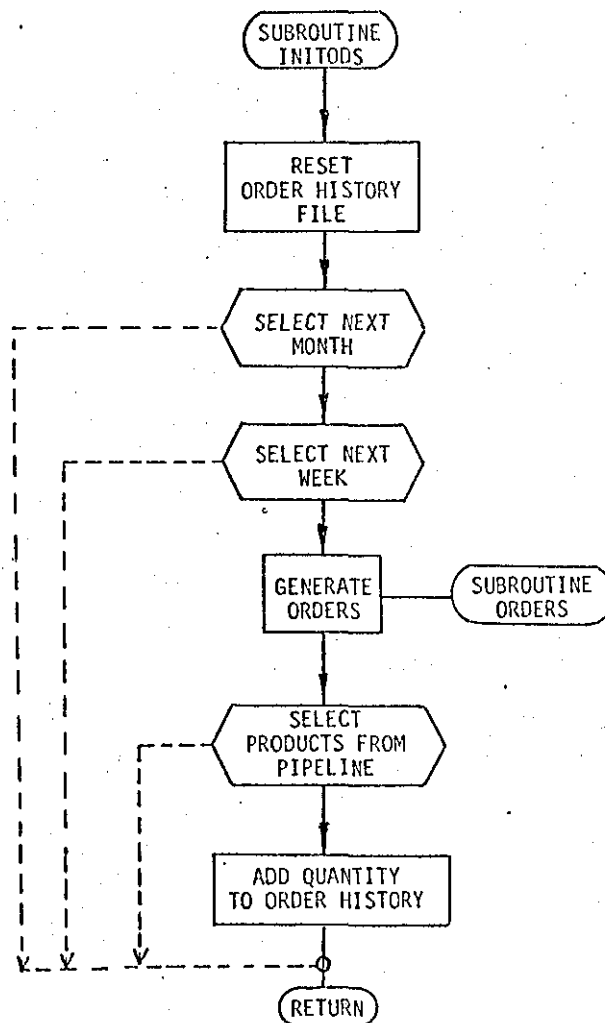 SUBROUTINE
INITODS
RESET
ORDER HISTORY
FILE
SELECT NEXT
MONTH
SELECT NEXT
WEEK
GENERATE
ORDERS
SUBROUTINE
ORDERS
SELECT
PRODUCTS FROM
PIPELINE
ADD QUANTITY
TO ORDER HISTORY
RETURN